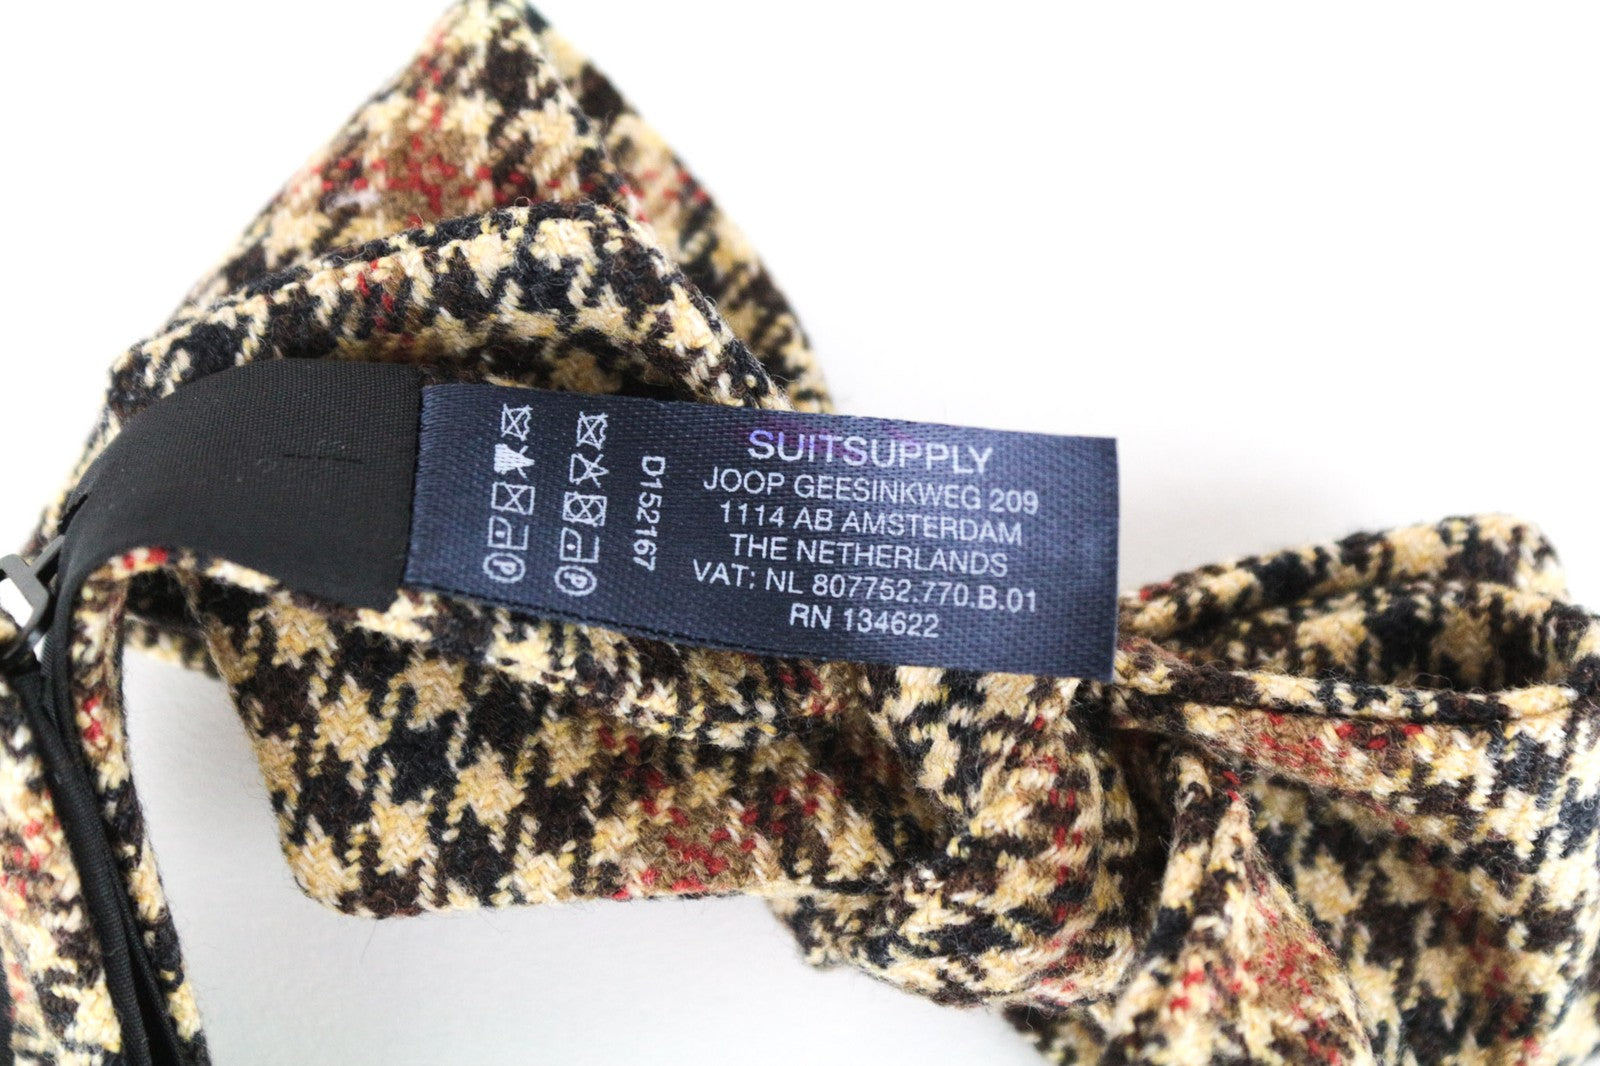 SUITSUPPLY
JOOP GEESINKWEG 209
1114 AB AMSTERDAM
THE NETHERLANDS
VAT: NL 807752.770.B.01
RN 134622
D152167
P
P